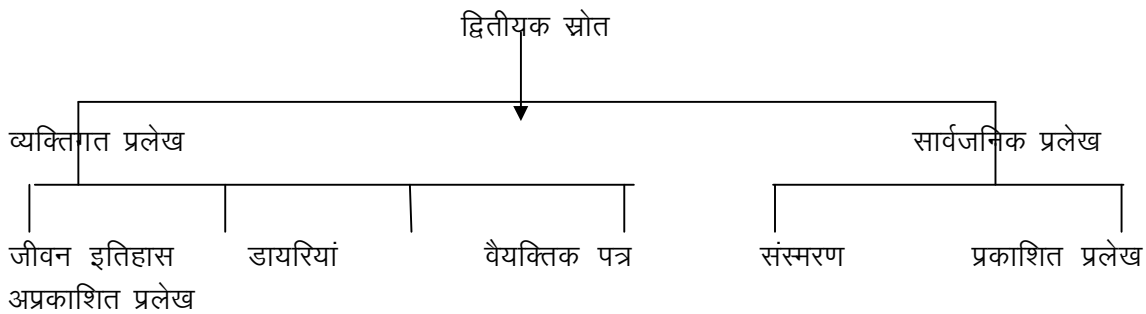 द्वितीयक स्रोत
व्यक्तिगत प्रलेख सार्वजनिक प्रलेख
जीवन इतिहास डायरियां वैयक्तिक पत्र संस्मरण प्रकाशित प्रलेख
अप्रकाशित प्रलेख